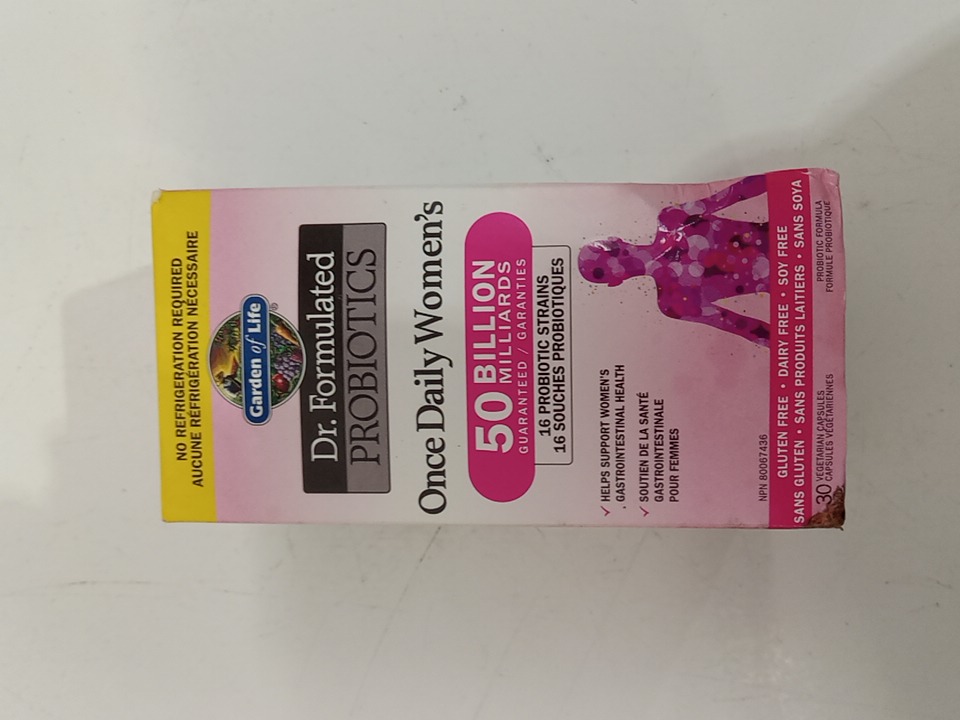 NO REFRIGERATION REQUIRED
AUCUNE RÉFRIGÉRATION NÉCESSAIRE
Garden of Life®
Dr. Formulated
PROBIOTICS
Once Daily Women's
50 BILLION
MILLIARDS
GUARANTEED / GARANTIES
16 PROBIOTIC STRAINS
16 SOUCHES PROBIOTIQUES
✓ HELPS SUPPORT WOMEN'S
GASTROINTESTINAL HEALTH
✓ SOUTIEN DE LA SANTÉ
GASTROINTESTINALE
POUR FEMMES
NPN 80067436
GLUTEN FREE • DAIRY FREE • SOY FREE
SANS GLUTEN • SANS PRODUITS LAITIERS • SANS SOYA
30 VEGETARIAN CAPSULES
CAPSULES VÉGÉTARIENNES
PROBIOTIC FORMULA
FORMULE PROBIOTIQUE